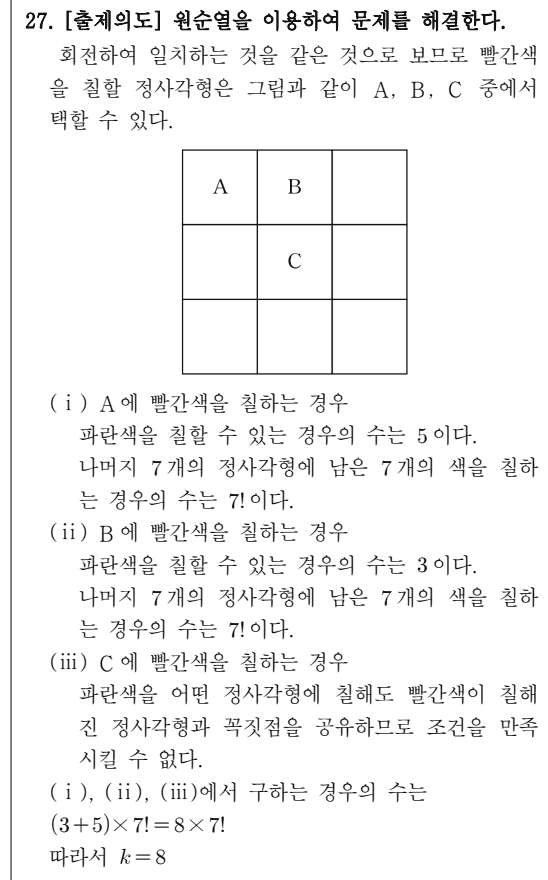 27. [출제의도] 원순열을 이용하여 문제를 해결한다.
회전하여 일치하는 것을 같은 것으로 보므로 빨간색
을 칠할 정사각형은 그림과 같이 A, B, C 중에서
택할 수 있다.
A B
C
(ⅰ) A에 빨간색을 칠하는 경우
파란색을 칠할 수 있는 경우의 수는 5이다.
나머지 7개의 정사각형에 남은 7개의 색을 칠하
는 경우의 수는 7!이다.
(ⅱ) B에 빨간색을 칠하는 경우
파란색을 칠할 수 있는 경우의 수는 3이다.
나머지 7개의 정사각형에 남은 7개의 색을 칠하
는 경우의 수는 7!이다.
(ⅲ) C에 빨간색을 칠하는 경우
파란색을 어떤 정사각형에 칠해도 빨간색이 칠해
진 정사각형과 꼭짓점을 공유하므로 조건을 만족
시킬 수 없다.
(ⅰ), (ⅱ), (ⅲ)에서 구하는 경우의 수는
(3+5)×7!=8×7!
따라서 k=8